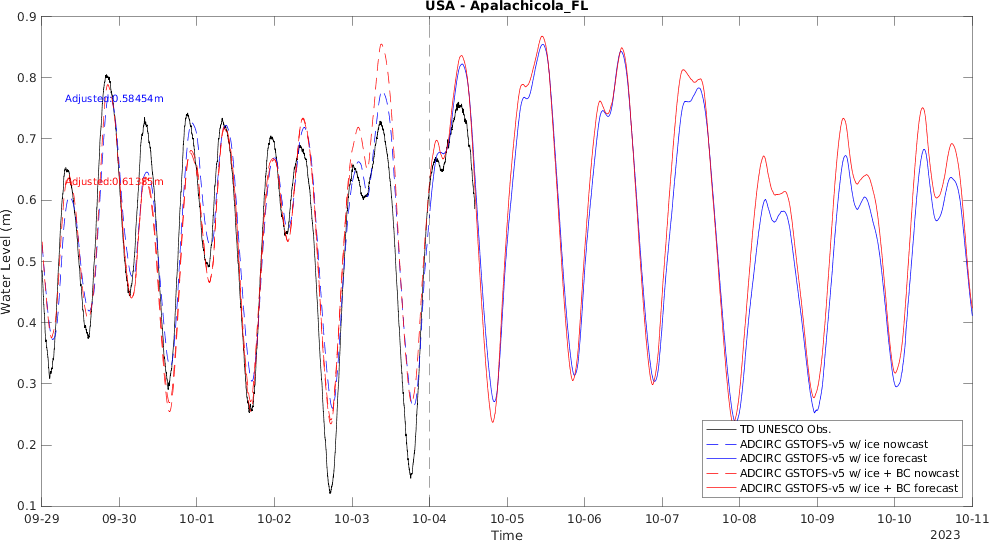 USA - Apalachicola_FL
0.9
0.8
Adjusted:0.58454m
0.7
Adjusted:0.61385m
0.6
Water Level (m)
0.5
0.4
0.3
0.2
0.1
TD UNESCO Obs.
ADCIRC GSTOFS-v5 w/ ice nowcast
ADCIRC GSTOFS-v5 w/ ice forecast
ADCIRC GSTOFS-v5 w/ ice + BC nowcast
ADCIRC GSTOFS-v5 w/ ice + BC forecast
09-29 09-30 10-01 10-02 10-03 10-04 10-05 10-06 10-07 10-08 10-09 10-10 10-11
Time
2023